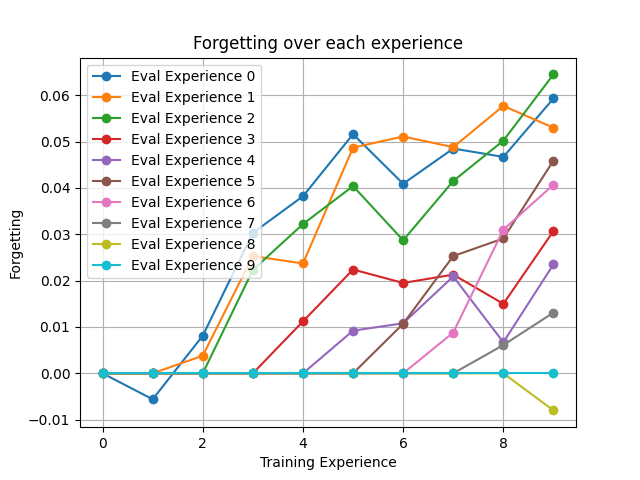 Forgetting over each experience
Eval Experience 0
Eval Experience 1
Eval Experience 2
Eval Experience 3
Eval Experience 4
Eval Experience 5
Eval Experience 6
Eval Experience 7
Eval Experience 8
Eval Experience 9
0.06
0.05
0.04
0.03
0.02
0.01
0.00
−0.01
Forgetting
0 2 4 6 8
Training Experience